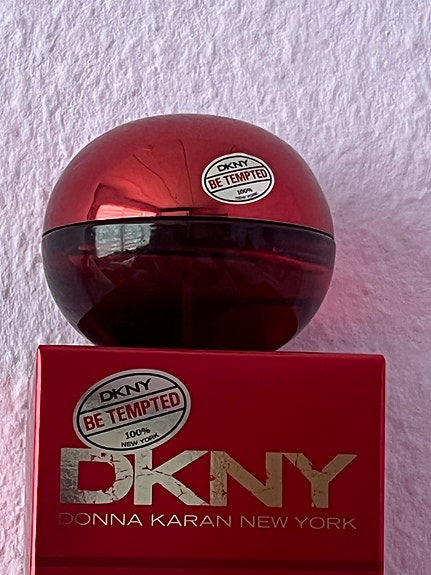 DKNY
BE TEMPTED
100%
NEW YORK
DKNY
BE TEMPTED
100%
NEW YORK
DKNY
DONNA KARAN NEW YORK